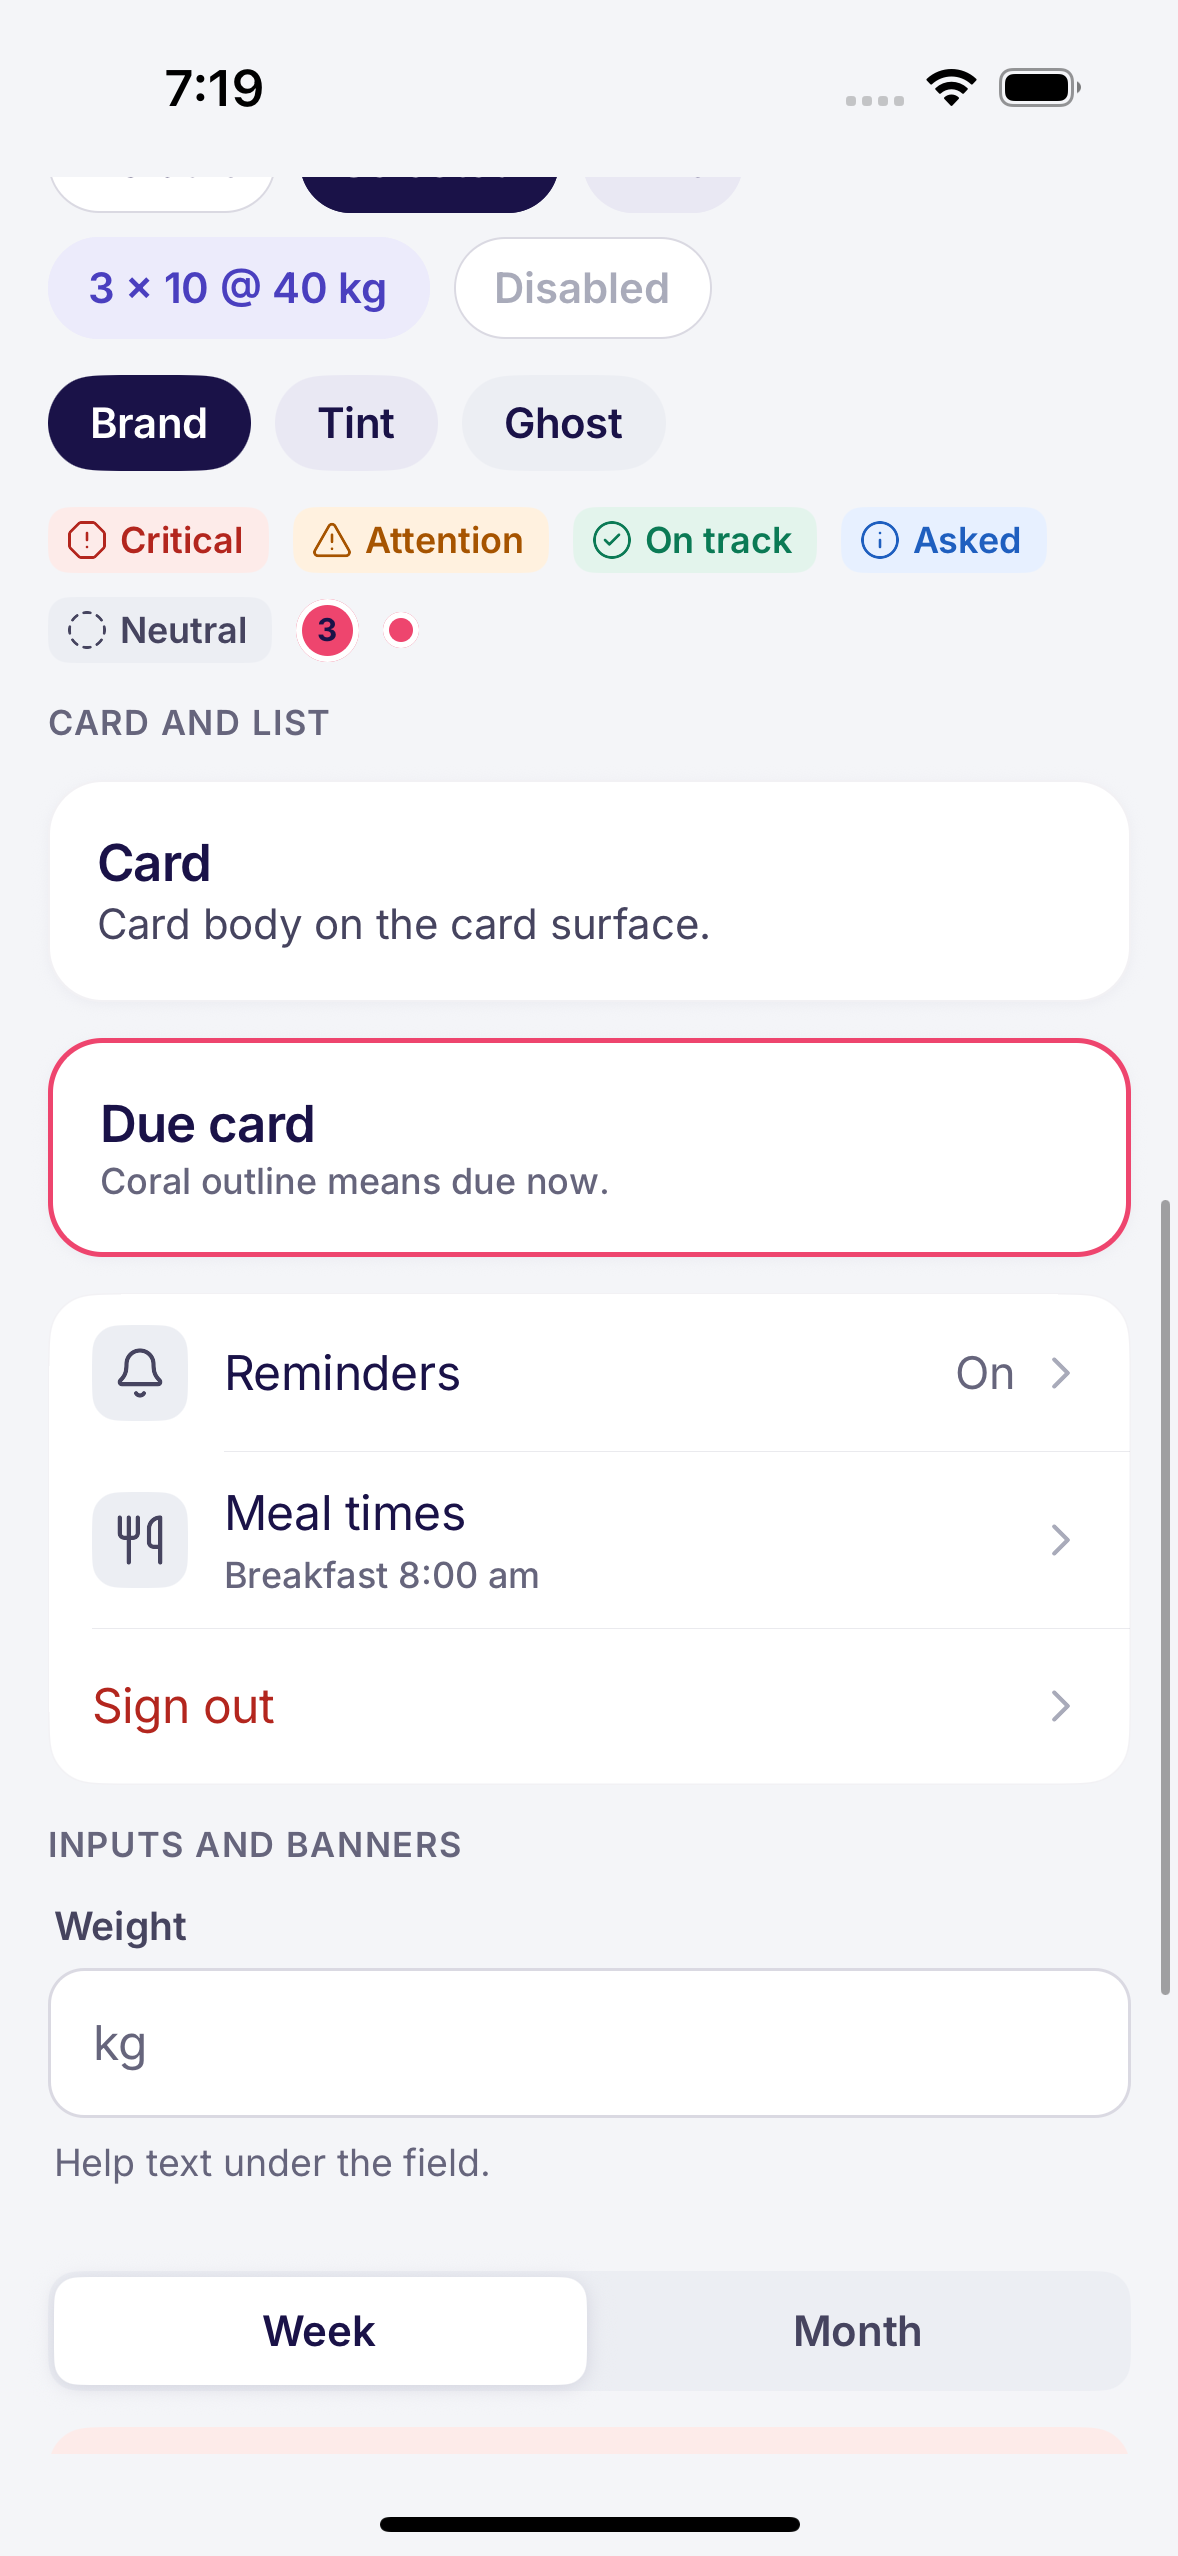 7:19
3 × 10 @ 40 kg
Disabled
Brand
Tint
Ghost
Critical
Attention
On track
Asked
Neutral
3
CARD AND LIST
Card
Card body on the card surface.
Due card
Coral outline means due now.
Reminders
On
Meal times
Breakfast 8:00 am
Sign out
INPUTS AND BANNERS
Weight
kg
Help text under the field.
Week
Month